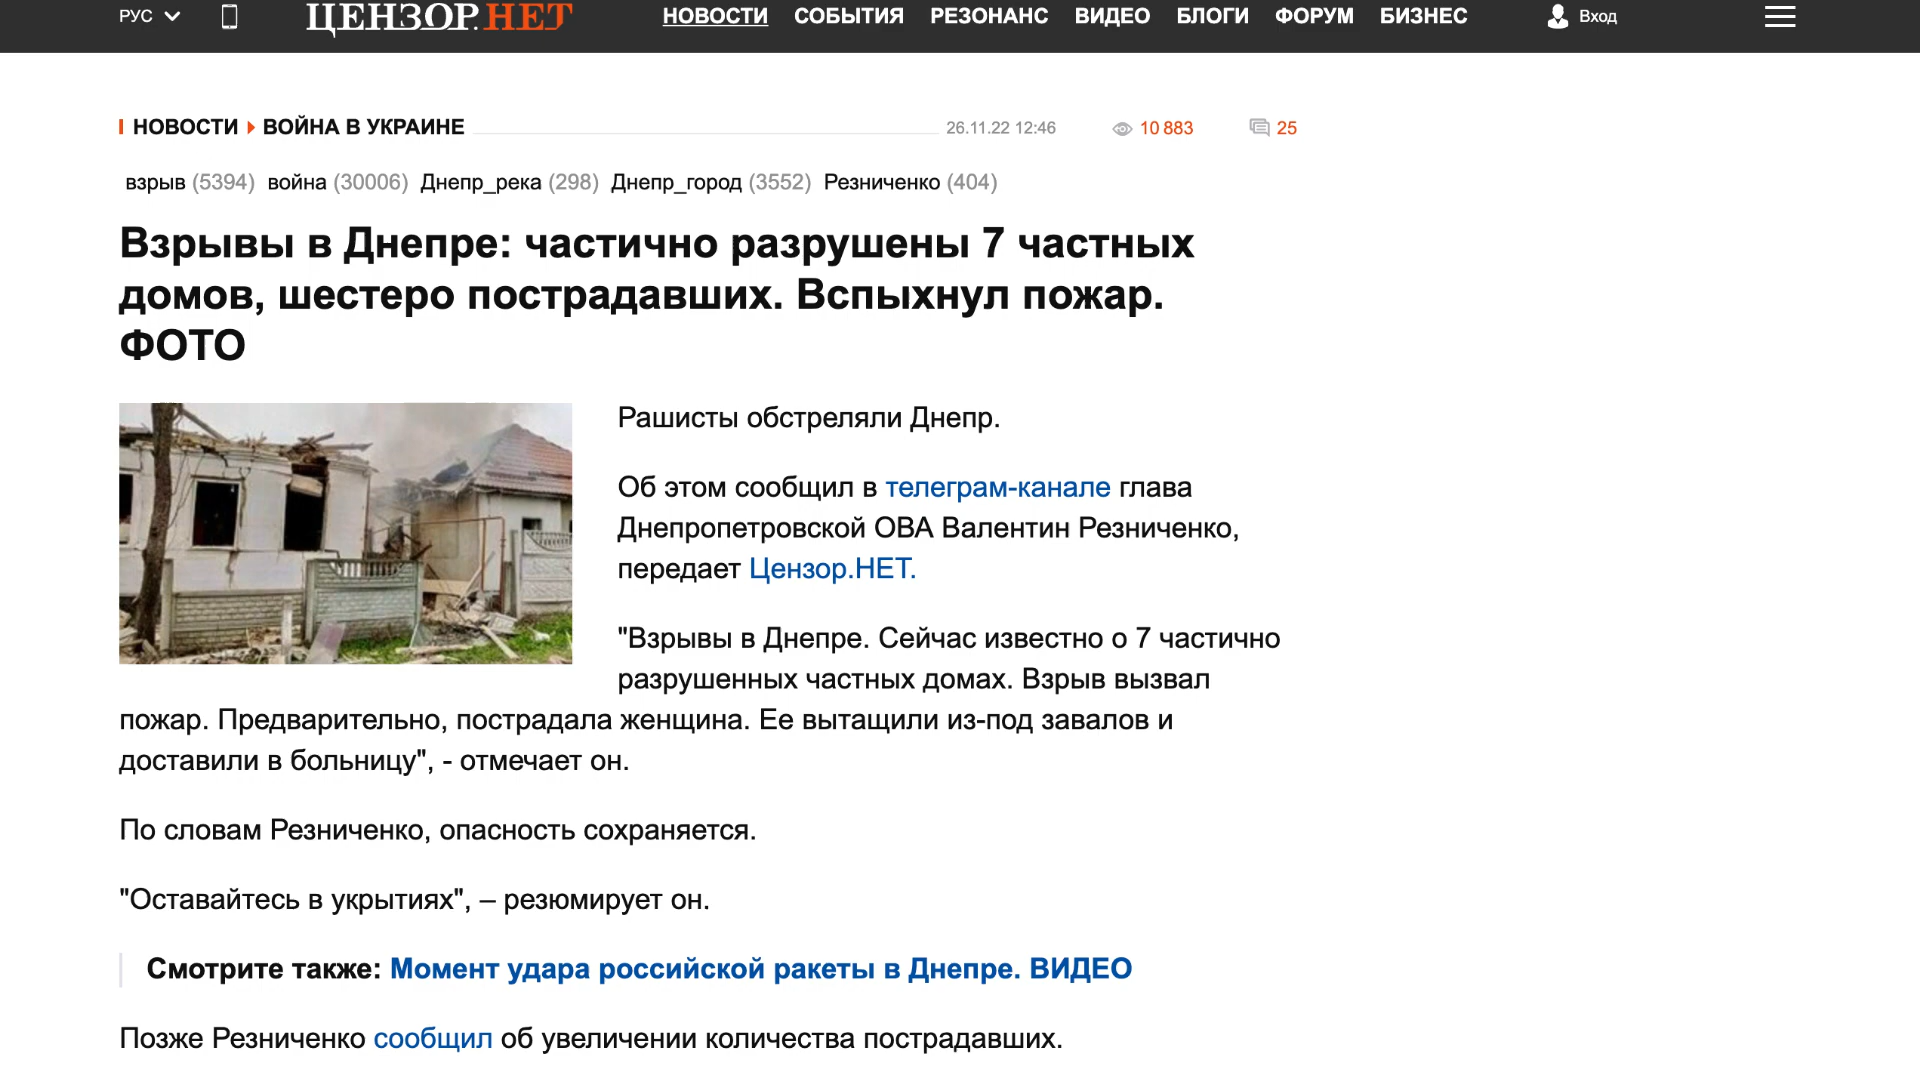 РУС
ЦЕНЗОР.НЕТ
НОВОСТИ СОБЫТИЯ РЕЗОНАНС ВИДЕО БЛОГИ ФОРУМ БИЗНЕС
Вход
НОВОСТИ ВОЙНА В УКРАИНЕ
26.11.22 12:46
10 883
25
взрыв (5394) война (30006) Днепр_река (298) Днепр_город (3552) Резниченко (404)
Взрывы в Днепре: частично разрушены 7 частных
домов, шестеро пострадавших. Вспыхнул пожар.
ФОТО
Рашисты обстреляли Днепр.
Об этом сообщил в телеграм-канале глава
Днепропетровской ОВА Валентин Резниченко,
передает Цензор.НЕТ.
"Взрывы в Днепре. Сейчас известно о 7 частично
разрушенных частных домах. Взрыв вызвал
пожар. Предварительно, пострадала женщина. Ее вытащили из-под завалов и
доставили в больницу", - отмечает он.
По словам Резниченко, опасность сохраняется.
"Оставайтесь в укрытиях", – резюмирует он.
Смотрите также: Момент удара российской ракеты в Днепре. ВИДЕО
Позже Резниченко сообщил об увеличении количества пострадавших.